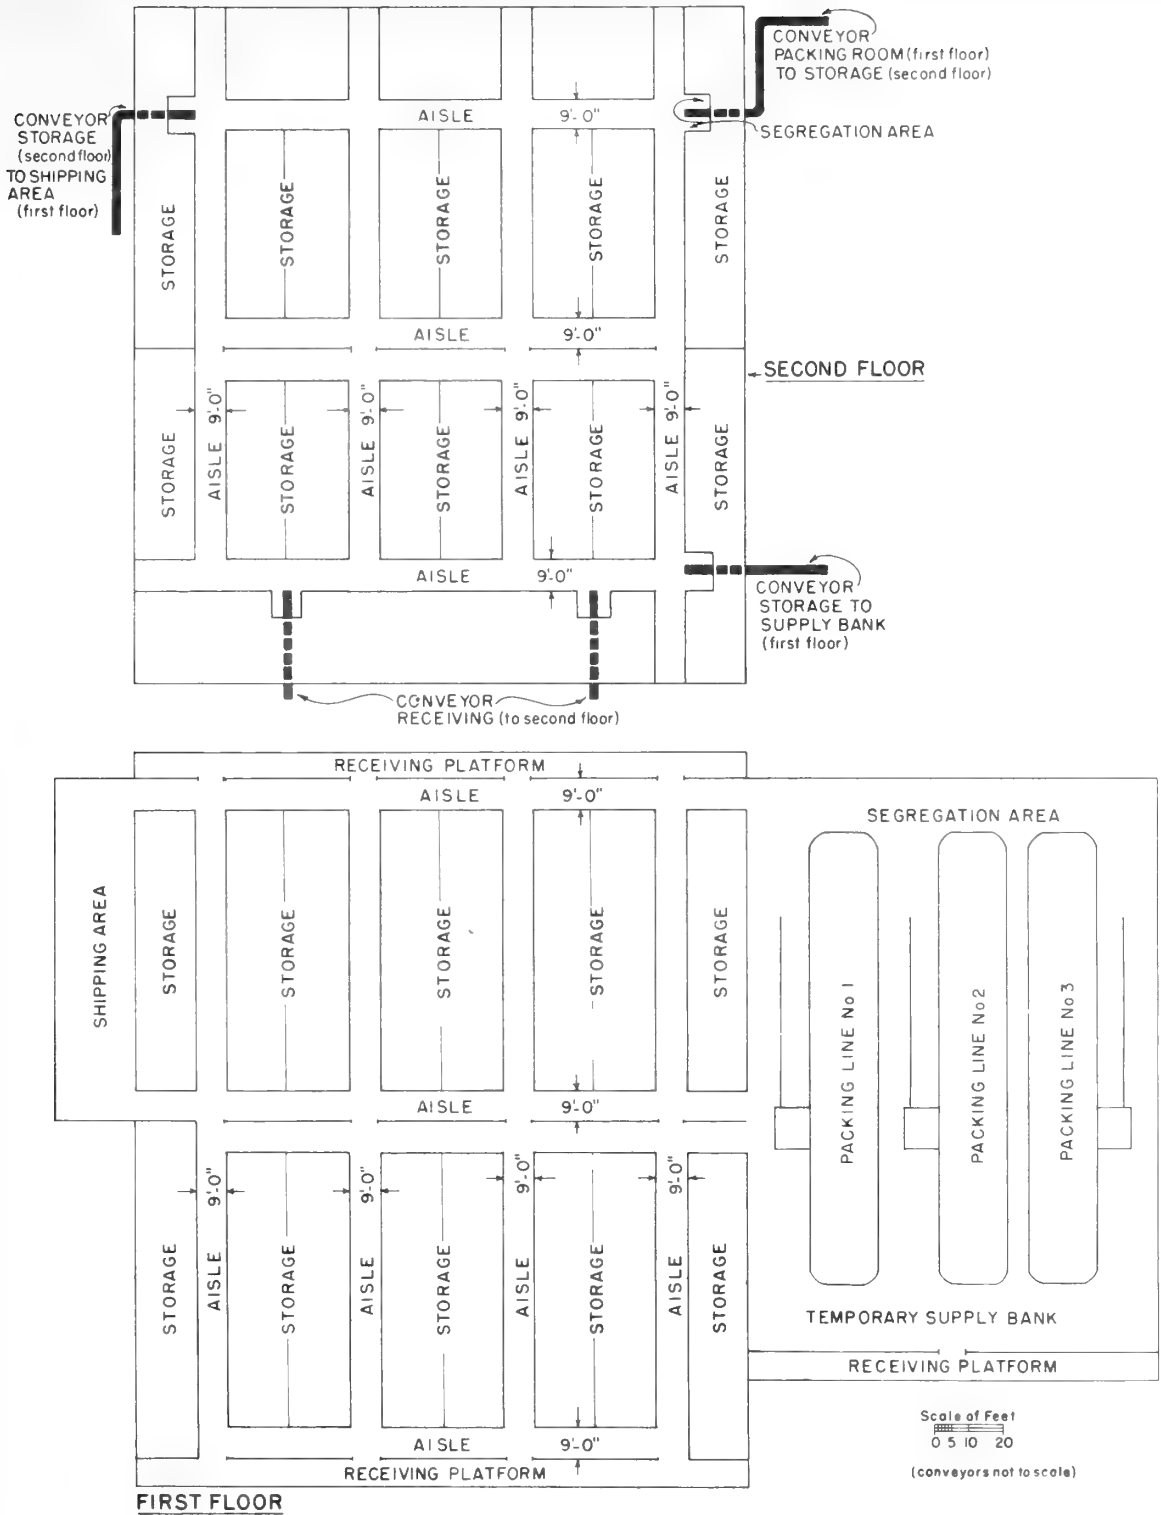 CONVEYOR
PACKING ROOM (first floor)
TO STORAGE (second floor)
CONVEYOR
STORAGE
(second floor)
TO SHIPPING
AREA
(first floor)
AISLE
9'-0"
SEGREGATION AREA
STORAGE
STORAGE
STORAGE
STORAGE
STORAGE
AISLE
9'-0"
SECOND FLOOR
STORAGE
AISLE 9'-0"
STORAGE
AISLE 9'-0"
STORAGE
AISLE 9'-0"
STORAGE
AISLE 9'-0"
STORAGE
AISLE
9'-0"
CONVEYOR
STORAGE TO
SUPPLY BANK
(first floor)
CONVEYOR
RECEIVING (to second floor)
RECEIVING PLATFORM
AISLE
9'-0"
SEGREGATION AREA
SHIPPING AREA
STORAGE
STORAGE
STORAGE
STORAGE
STORAGE
PACKING LINE No 1
PACKING LINE No 2
PACKING LINE No 3
AISLE
9'-0"
STORAGE
AISLE 9'-0"
STORAGE
AISLE 9'-0"
STORAGE
AISLE 9'-0"
STORAGE
AISLE 9'-0"
STORAGE
TEMPORARY SUPPLY BANK
RECEIVING PLATFORM
AISLE
9'-0"
RECEIVING PLATFORM
Scale of Feet
0 5 10 20
(conveyors not to scale)
FIRST FLOOR